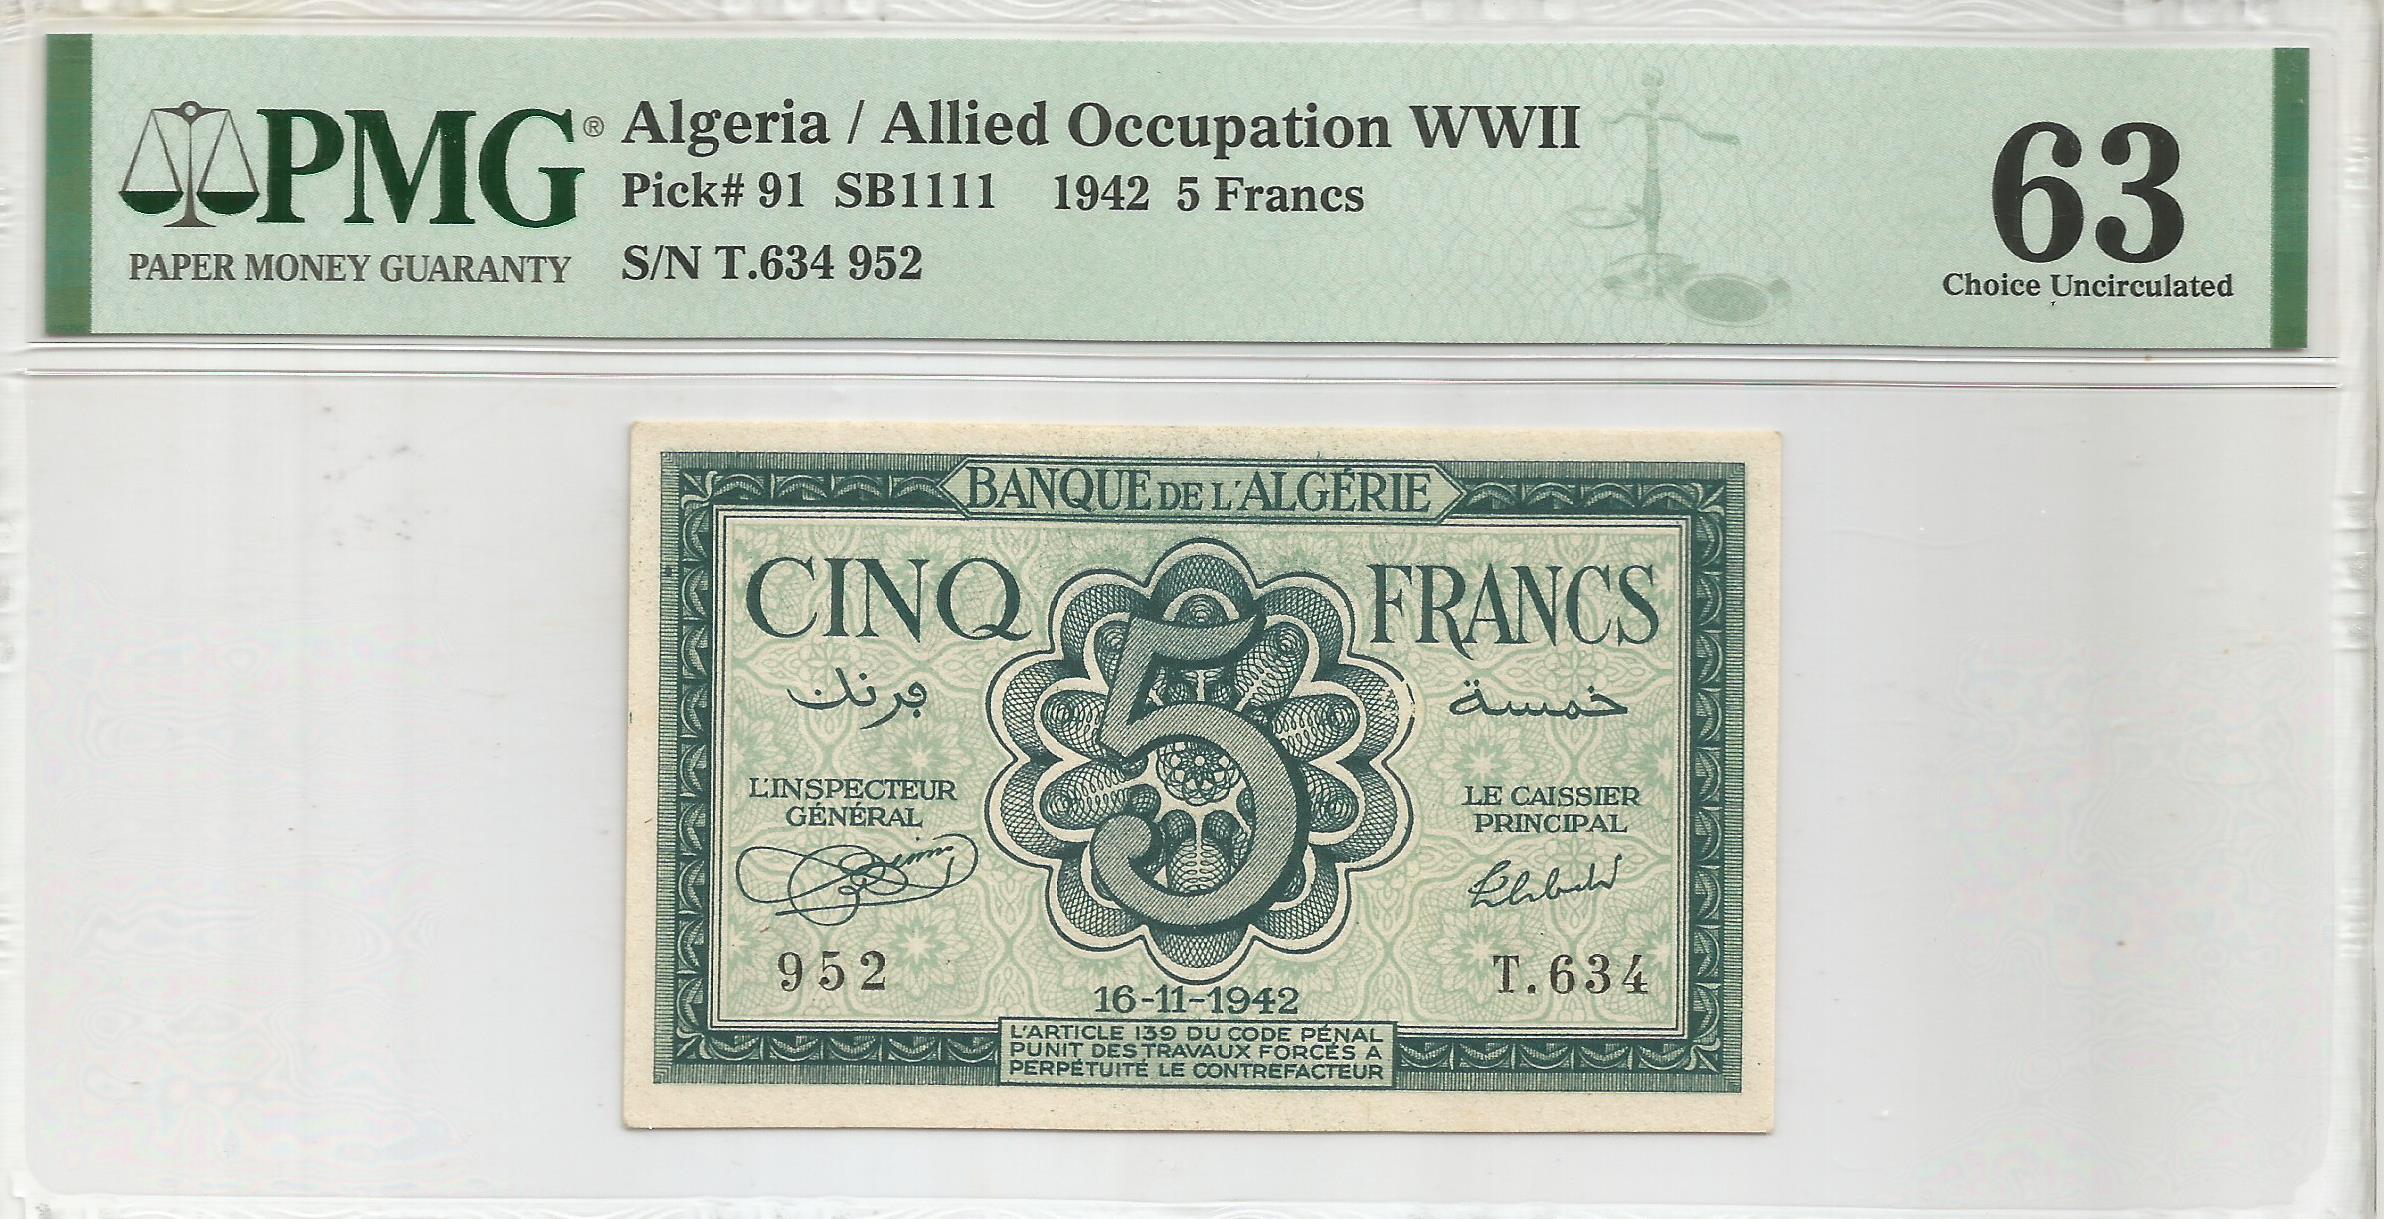 PMG®
PAPER MONEY GUARANTY
Algeria / Allied Occupation WWII
Pick# 91 SB1111 1942 5 Francs
S/N T.634 952
63
Choice Uncirculated
BANQUE DE L'ALGÉRIE
CINQ FRANCS
5
فرنك
خمسة
L'INSPECTEUR
GÉNÉRAL
LE CAISSIER
PRINCIPAL
952
T.634
16-11-1942
L'ARTICLE 139 DU CODE PÉNAL
PUNIT DES TRAVAUX FORCÉS A
PERPÉTUITÉ LE CONTREFACTEUR